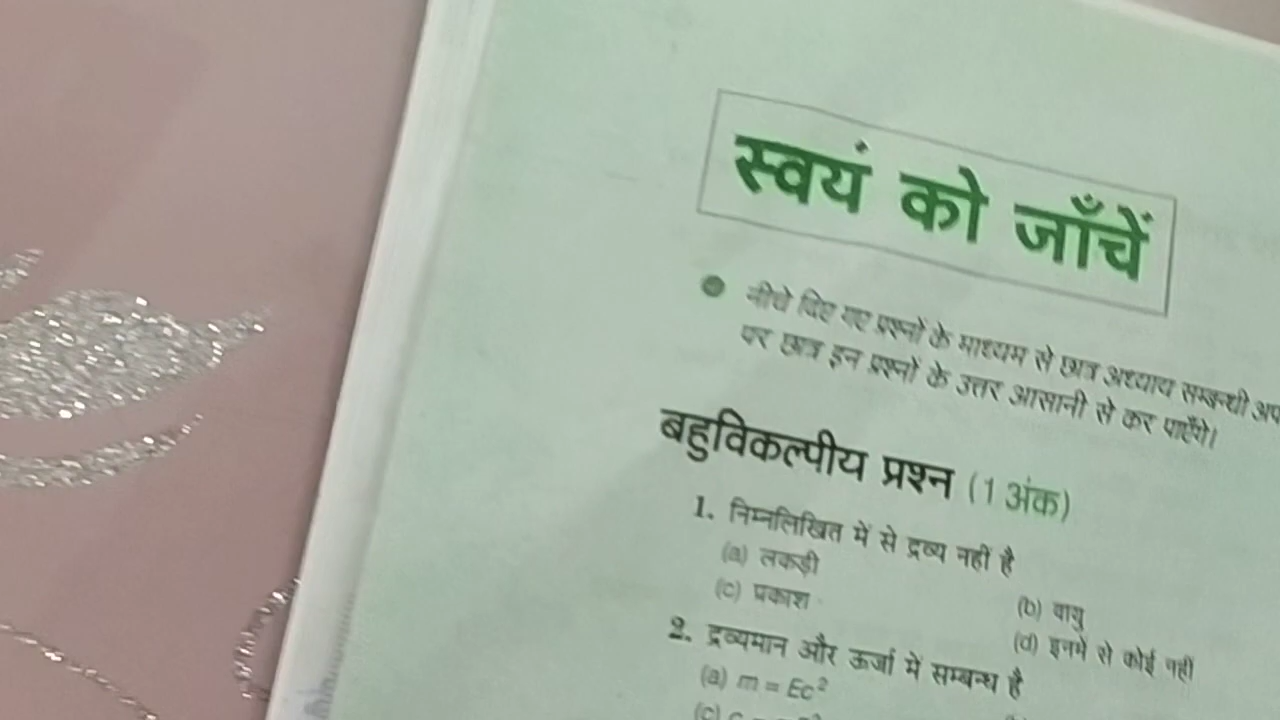 स्वयं को जाँचें
नीचे दिए गए प्रश्नों के माध्यम से छात्र अध्याय सम्बन्धी
पर छात्र इन प्रश्नों के उत्तर आसानी से कर पाएँगे।
बहुविकल्पीय प्रश्न (1 अंक)
1. निम्नलिखित में से द्रव्य नहीं है
(a) लकड़ी
(b) वायु
(c) प्रकाश
(d) इनमें से कोई नहीं
2. द्रव्यमान और ऊर्जा में सम्बन्ध है
(a) m = Ec²